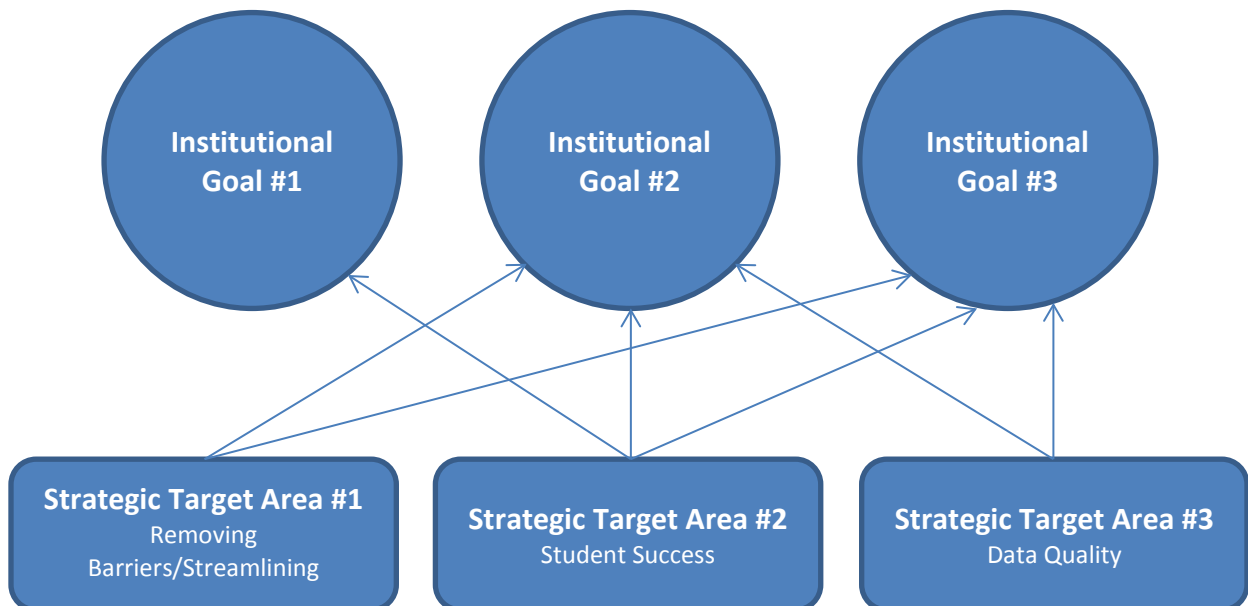 Institutional
Goal #1
Institutional
Goal #2
Institutional
Goal #3
Strategic Target Area #1
Removing
Barriers/Streamlining
Strategic Target Area #2
Student Success
Strategic Target Area #3
Data Quality